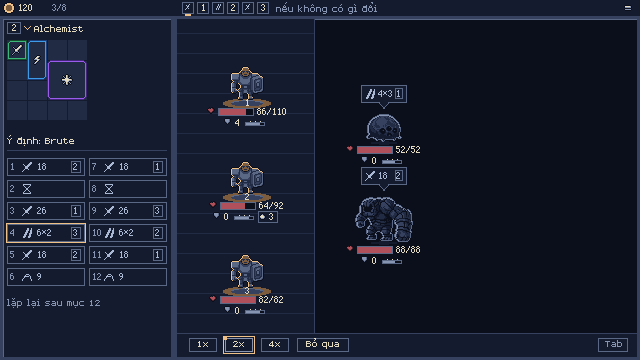 120 3/8
1 2 3 nếu không có gì đổi
2 Alchemist
Ý định: Brute
1 18 2
2
3 26 1
4 6×2 3
5 18 2
6 9
7 18 1
8
9 26 3
10 6×2 2
11 18 1
12 9
lặp lại sau mục 12
1
86/110
4
2
64/92
0 3
3
82/82
0
4×3 1
52/52
0
18 2
88/88
0
1x 2x 4x Bỏ qua
Tab